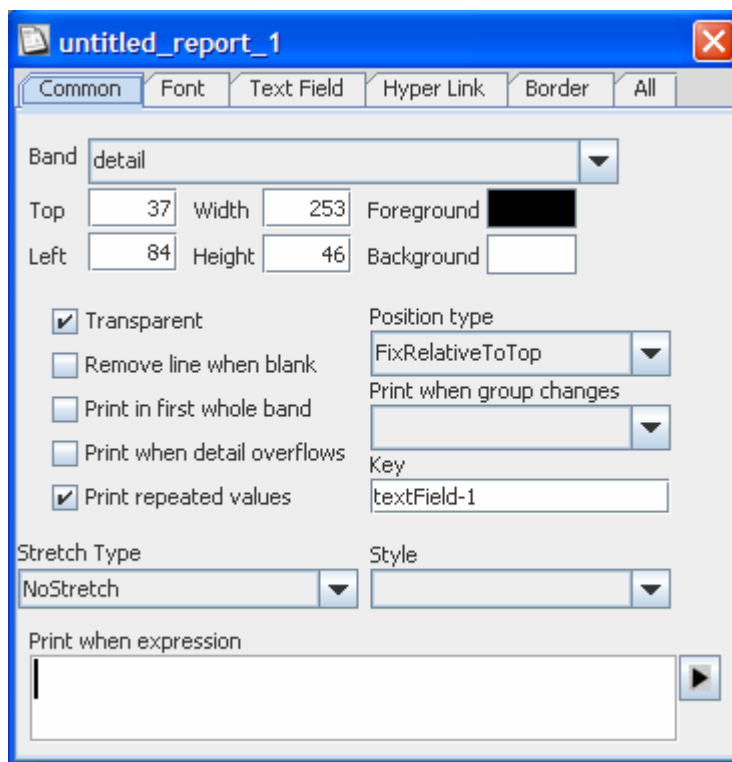 untitled_report_1
Common Font Text Field Hyper Link Border All
Band detail
Top 37 Width 253 Foreground
Left 84 Height 46 Background
Transparent
Position type
FixRelativeToTop
Remove line when blank
Print when group changes
Print in first whole band
Print when detail overflows
Key
Print repeated values
textField-1
Stretch Type Style
NoStretch
Print when expression